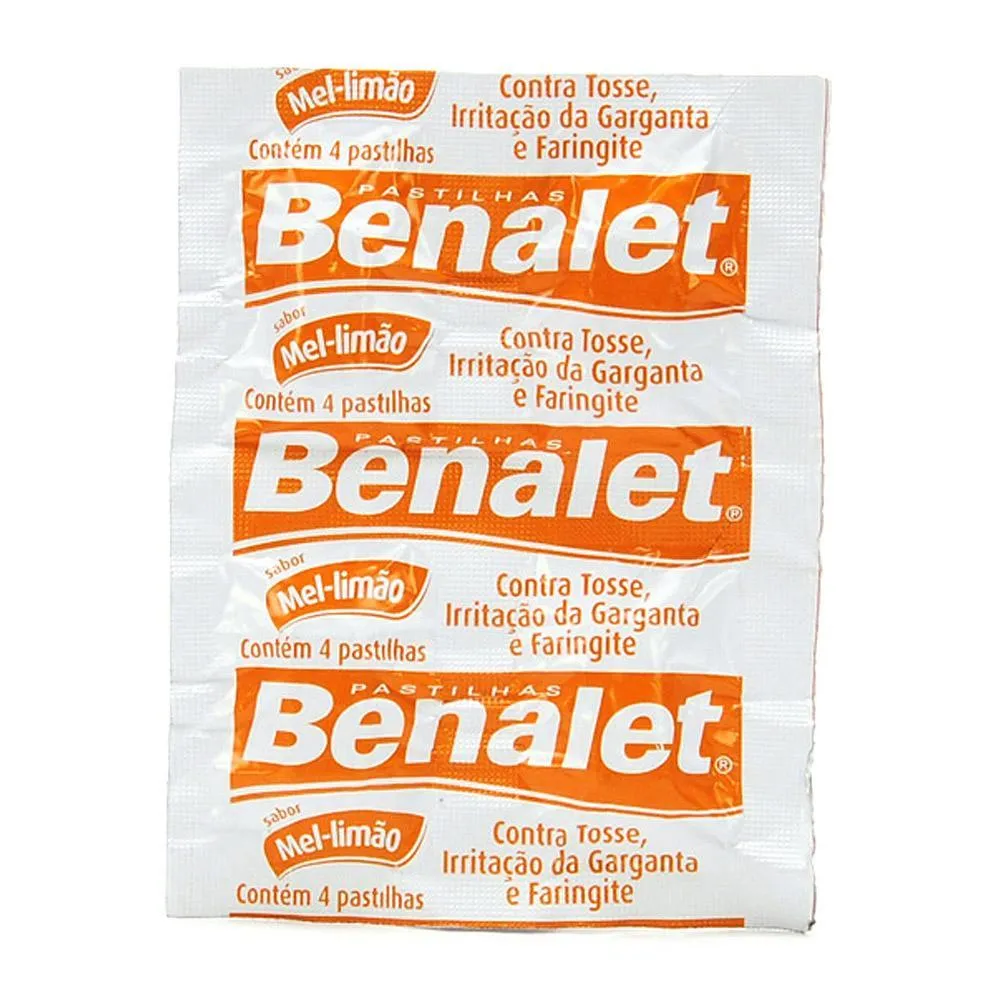 sabor
Mel-limão
Contém 4 pastilhas
Contra Tosse,
Irritação da Garganta
e Faringite
PASTILHAS
Benalet®
sabor
Mel-limão
Contém 4 pastilhas
Contra Tosse,
Irritação da Garganta
e Faringite
PASTILHAS
Benalet®
sabor
Mel-limão
Contém 4 pastilhas
Contra Tosse,
Irritação da Garganta
e Faringite
PASTILHAS
Benalet®
sabor
Mel-limão
Contém 4 pastilhas
Contra Tosse,
Irritação da Garganta
e Faringite